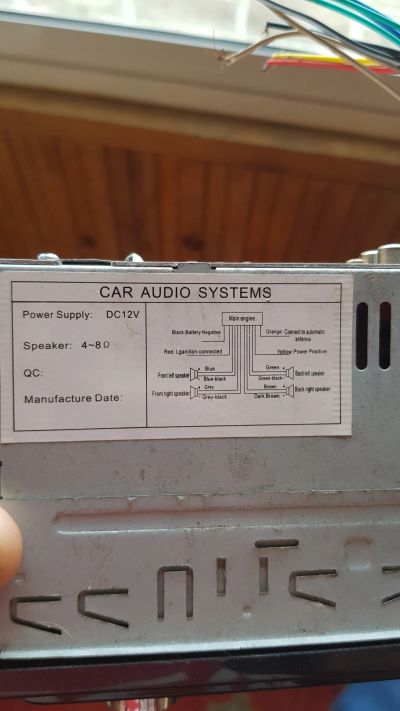 CAR AUDIO SYSTEMS
Power Supply: DC12V
Speaker: 4~8Ω
QC:
Manufacture Date:
Main engine
Black:Battery Negative
Orange: Connect to automatic
antenna
Red: Lganition-connected
Yellow: Power Positive
Front left speaker
+ Blue
- Blue-black
Green +
Green-black -
Back left speaker
Front right speaker
+ Grey
- Grey-black
Brown +
Dark Brown -
Back right speaker